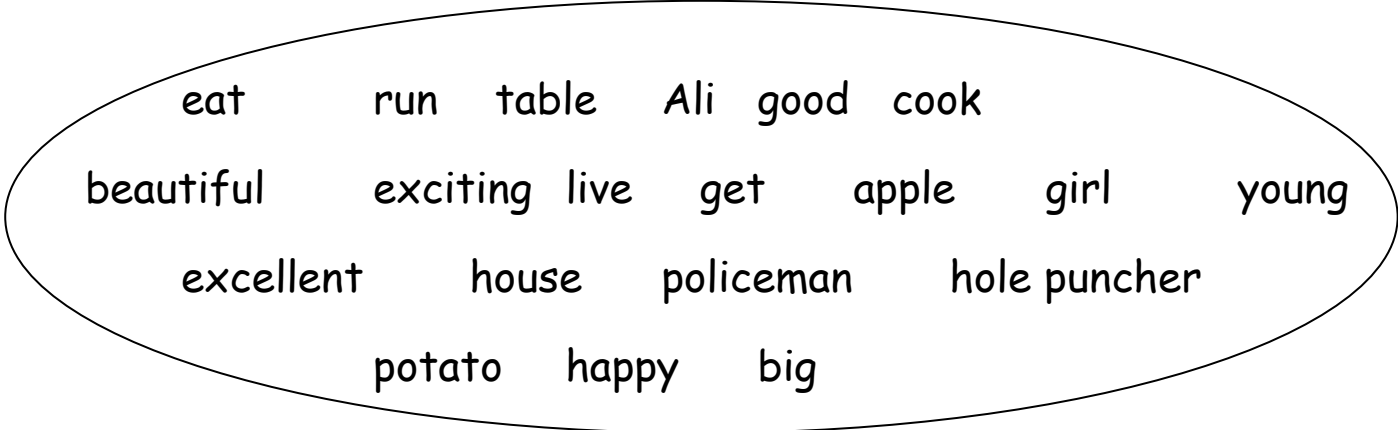 eat run table Ali good cook
beautiful exciting live get apple girl young
excellent house policeman hole puncher
potato happy big